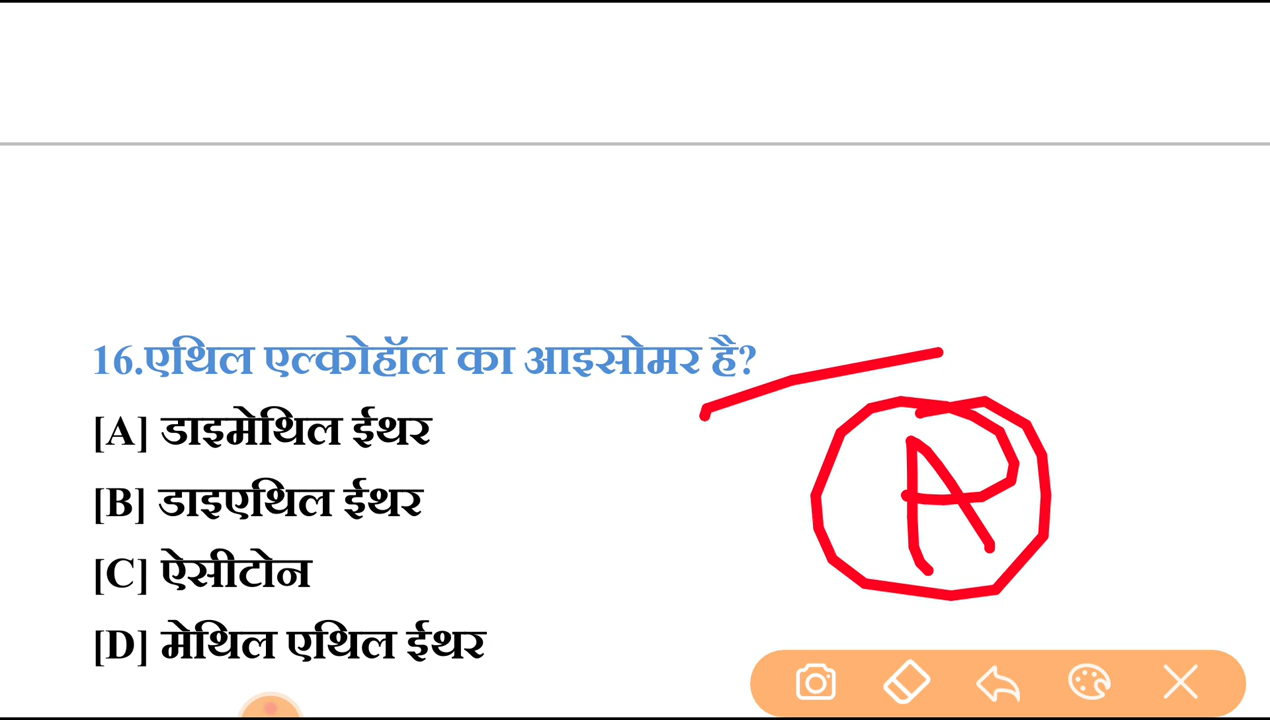 16.एथिल एल्कोहॉल का आइसोमर है?
[A] डाइमेथिल ईथर
A
[B] डाइएथिल ईथर
[C] ऐसीटोन
[D] मेथिल एथिल ईथर